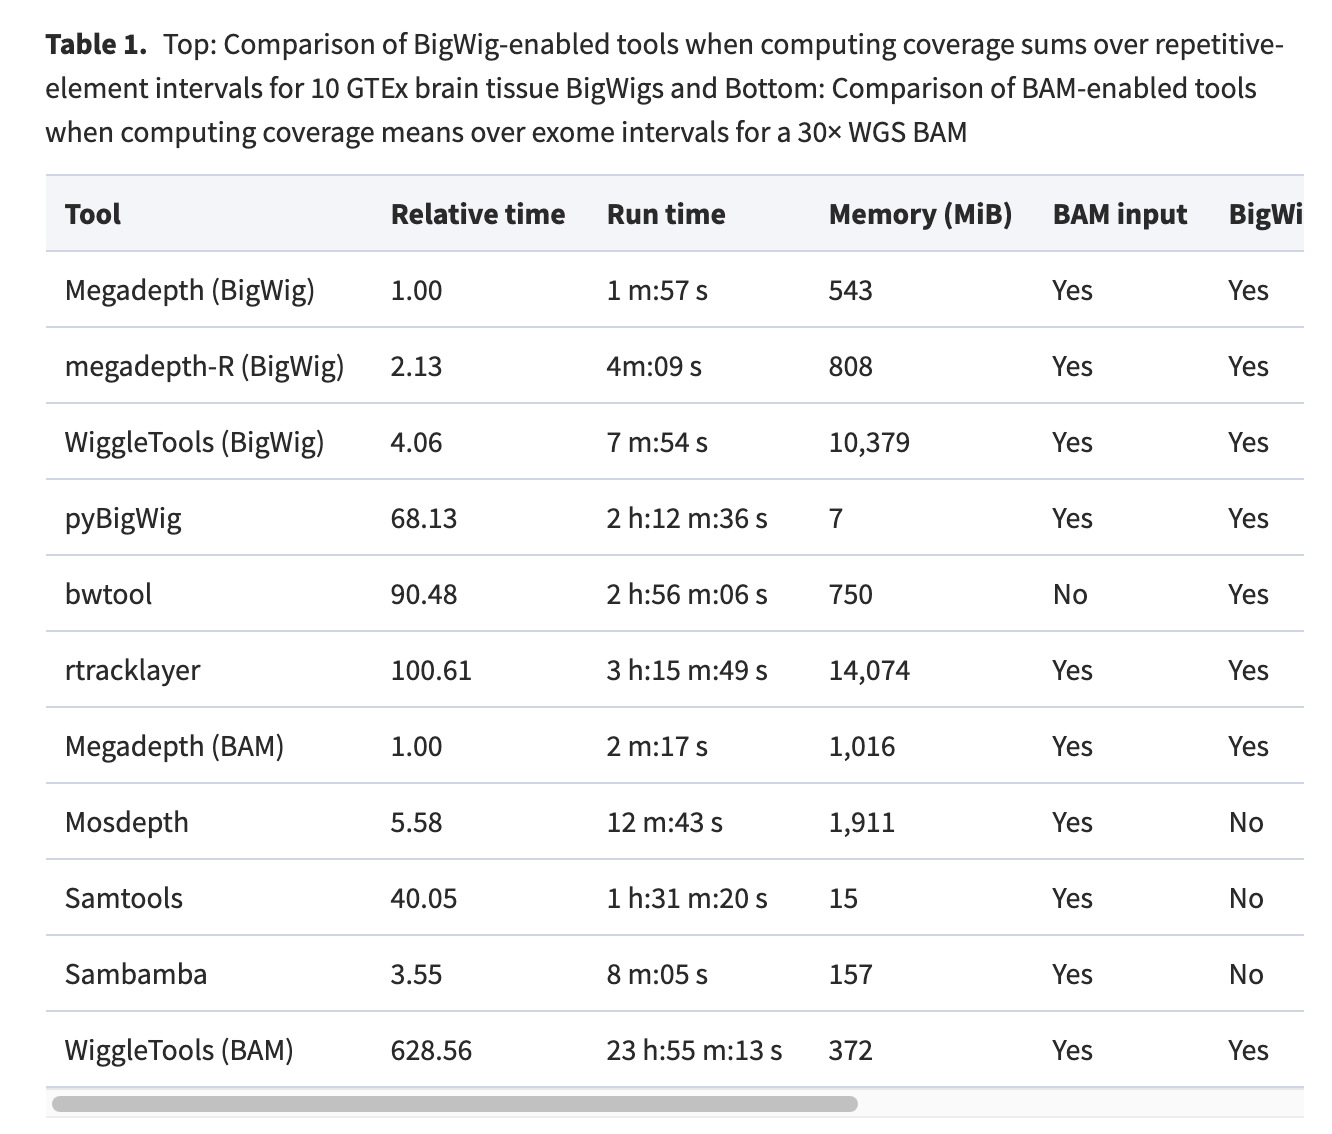 Table 1. Top: Comparison of BigWig-enabled tools when computing coverage sums over repetitive-
element intervals for 10 GTEx brain tissue BigWigs and Bottom: Comparison of BAM-enabled tools
when computing coverage means over exome intervals for a 30× WGS BAM
Tool Relative time Run time Memory (MiB) BAM input BigWi
Megadepth (BigWig) 1.00 1 m:57 s 543 Yes Yes
megadepth-R (BigWig) 2.13 4m:09 s 808 Yes Yes
WiggleTools (BigWig) 4.06 7 m:54 s 10,379 Yes Yes
pyBigWig 68.13 2 h:12 m:36 s 7 Yes Yes
bwtool 90.48 2 h:56 m:06 s 750 No Yes
rtracklayer 100.61 3 h:15 m:49 s 14,074 Yes Yes
Megadepth (BAM) 1.00 2 m:17 s 1,016 Yes Yes
Mosdepth 5.58 12 m:43 s 1,911 Yes No
Samtools 40.05 1 h:31 m:20 s 15 Yes No
Sambamba 3.55 8 m:05 s 157 Yes No
WiggleTools (BAM) 628.56 23 h:55 m:13 s 372 Yes Yes